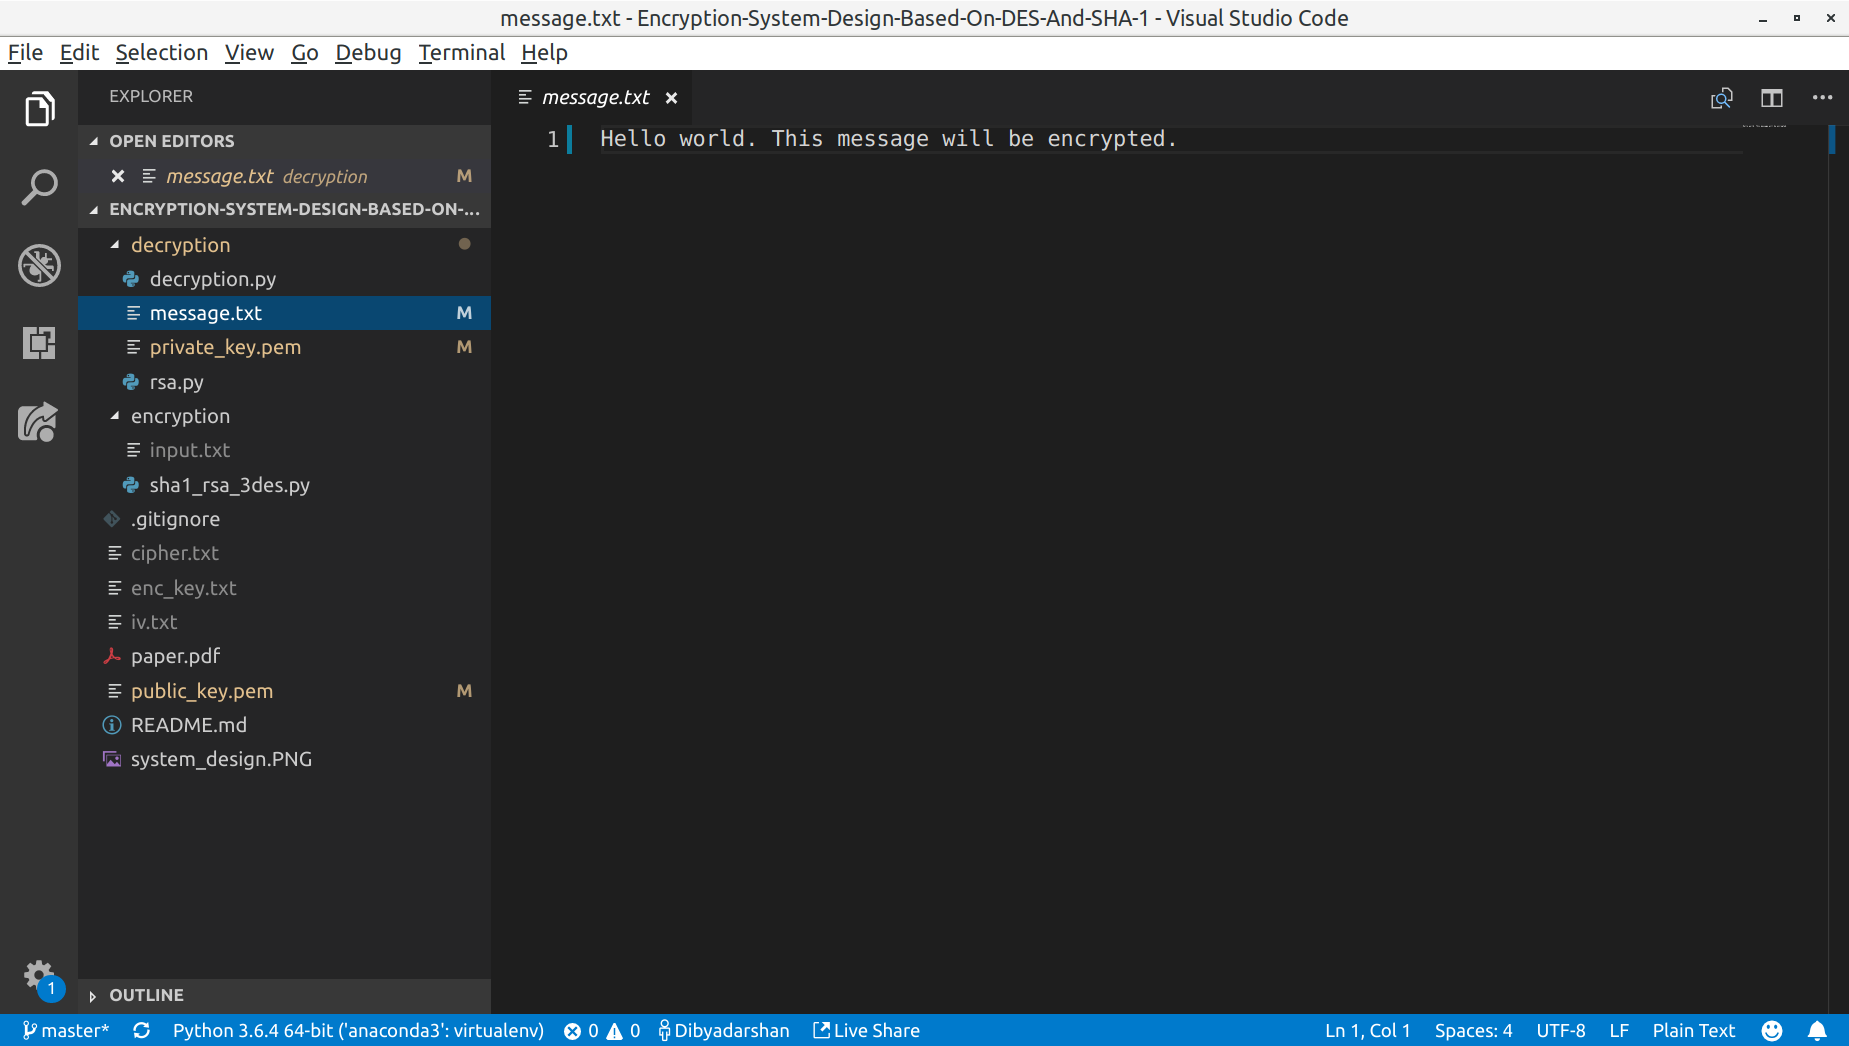 message.txt - Encryption-System-Design-Based-On-DES-And-SHA-1 - Visual Studio Code
File Edit Selection View Go Debug Terminal Help
EXPLORER
OPEN EDITORS
message.txt decryption M
ENCRYPTION-SYSTEM-DESIGN-BASED-ON-...
decryption
decryption.py
message.txt M
private_key.pem M
rsa.py
encryption
input.txt
sha1_rsa_3des.py
.gitignore
cipher.txt
enc_key.txt
iv.txt
paper.pdf
public_key.pem M
README.md
system_design.PNG
OUTLINE
message.txt
1 Hello world. This message will be encrypted.
1
master* Python 3.6.4 64-bit ('anaconda3': virtualenv) 0 0 Dibyadarshan Live Share Ln 1, Col 1 Spaces: 4 UTF-8 LF Plain Text